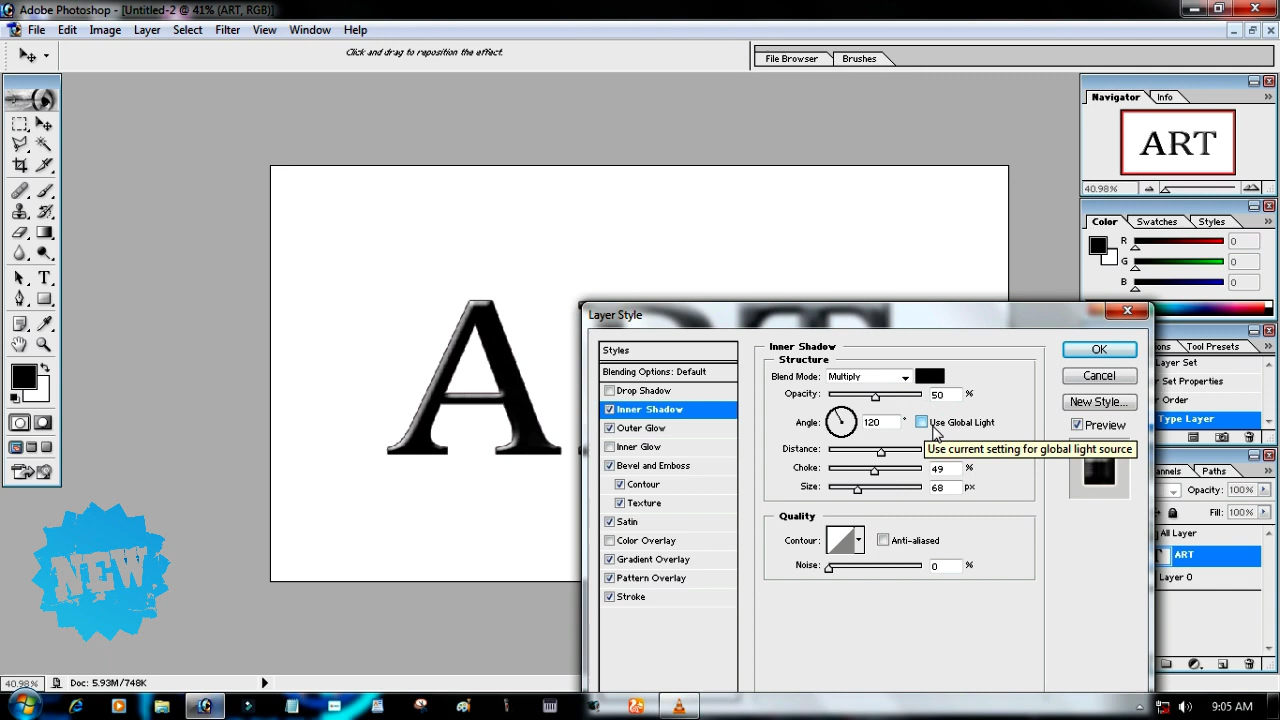 Adobe Photoshop - [Untitled-2 @ 41% (ART, RGB)]
File Edit Image Layer Select Filter View Window Help
Click and drag to reposition the effect.
File Browser Brushes
Navigator Info
ART
40.98%
Color Swatches Styles
R 0
G 0
B 0
A
Layer Style
Styles
Blending Options: Default
Drop Shadow
Inner Shadow
Outer Glow
Inner Glow
Bevel and Emboss
Contour
Texture
Satin
Color Overlay
Gradient Overlay
Pattern Overlay
Stroke
Inner Shadow
Structure
Blend Mode: Multiply
Opacity: 50 %
Angle: 120 ° Use Global Light
Use current setting for global light source
Distance:
Choke: 49 %
Size: 68 px
Quality
Contour: Anti-aliased
Noise: 0 %
OK
Cancel
New Style...
Preview
Tool Presets
Layer Set
Set Properties
Order
Type Layer
Paths
Opacity: 100%
Fill: 100%
All Layer
ART
Layer 0
NEW
40.98% Doc: 5.93M/748K
9:05 AM